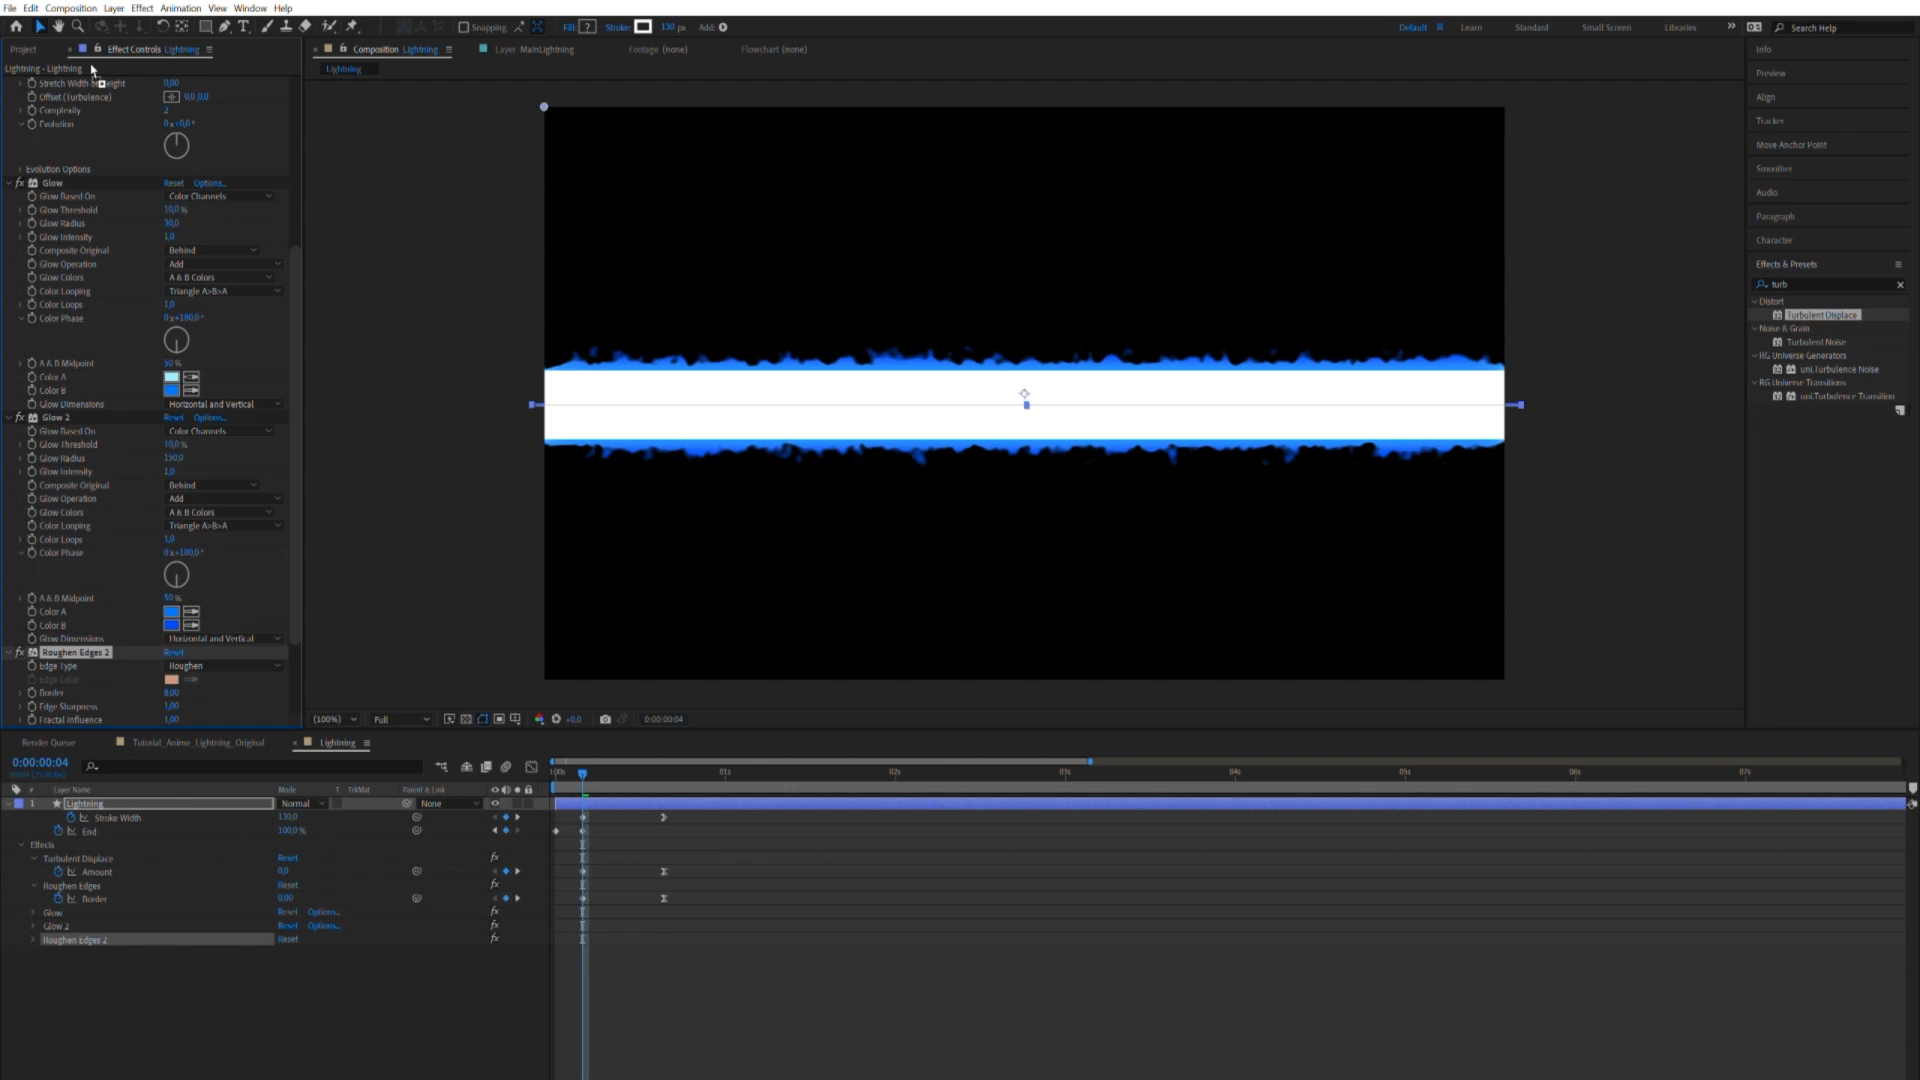 File Edit Composition Layer Effect Animation View Window Help
Snapping Fill: ? Stroke: 130 px Add: Default Learn Standard Small Screen Libraries Search Help
Project Effect Controls Lightning Composition Lightning Layer MainLightning Footage (none) Flowchart (none) Info
Lightning - Lightning Lightning
Stretch Width or Height 0,00
Offset (Turbulence) 0,0,0,0
Complexity 2
Evolution 0x+0,0°
Evolution Options
Glow Reset Options...
Glow Based On Color Channels
Glow Threshold 10,0 %
Glow Radius 30,0
Glow Intensity 1,0
Composite Original Behind
Glow Operation Add
Glow Colors A & B Colors
Color Looping Triangle A>B>A
Color Loops 1,0
Color Phase 0x+180,0°
A & B Midpoint 50 %
Color A
Color B
Glow Dimensions Horizontal and Vertical
Glow 2 Reset Options...
Glow Based On Color Channels
Glow Threshold 10,0 %
Glow Radius 150,0
Glow Intensity 1,0
Composite Original Behind
Glow Operation Add
Glow Colors A & B Colors
Color Looping Triangle A>B>A
Color Loops 1,0
Color Phase 0x+180,0°
A & B Midpoint 50 %
Color A
Color B
Glow Dimensions Horizontal and Vertical
Roughen Edges 2 Reset
Edge Type Roughen
Edge Color
Border 8,00
Edge Sharpness 1,00
Fractal Influence 1,00
(100%) Full +0,0 0:00:00:04
Preview
Align
Tracker
Move Anchor Point
Smoother
Audio
Paragraph
Character
Effects & Presets
turb
Distort
Turbulent Displace
Noise & Grain
Turbulent Noise
RG Universe Generators
uni.Turbulence Noise
RG Universe Transitions
uni.Turbulence Transition
Render Queue Tutorial_Anime_Lightning_Original Lightning
0:00:00:04
01s 02s 03s 04s 05s 06s 07s
# Layer Name Mode T TrkMat Parent & Link
1 Lightning Normal None
Stroke Width 130,0
End 100,0 %
Effects
Turbulent Displace Reset
Amount 0,0
Roughen Edges Reset
Border 0,00
Glow Reset Options...
Glow 2 Reset Options...
Roughen Edges 2 Reset